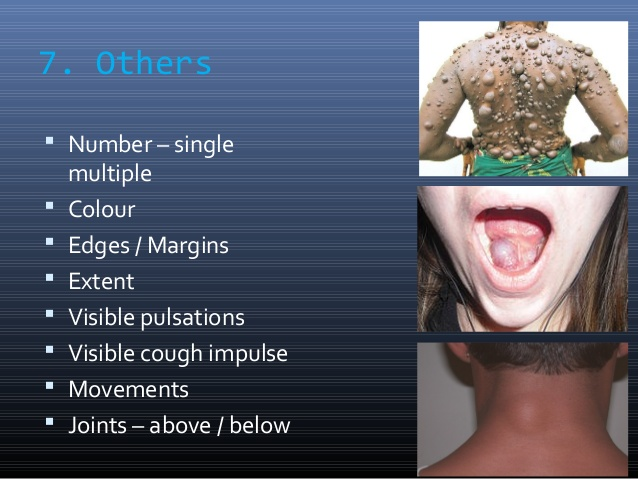 7. Others
Number – single
multiple
Colour
Edges / Margins
Extent
Visible pulsations
Visible cough impulse
Movements
Joints – above / below